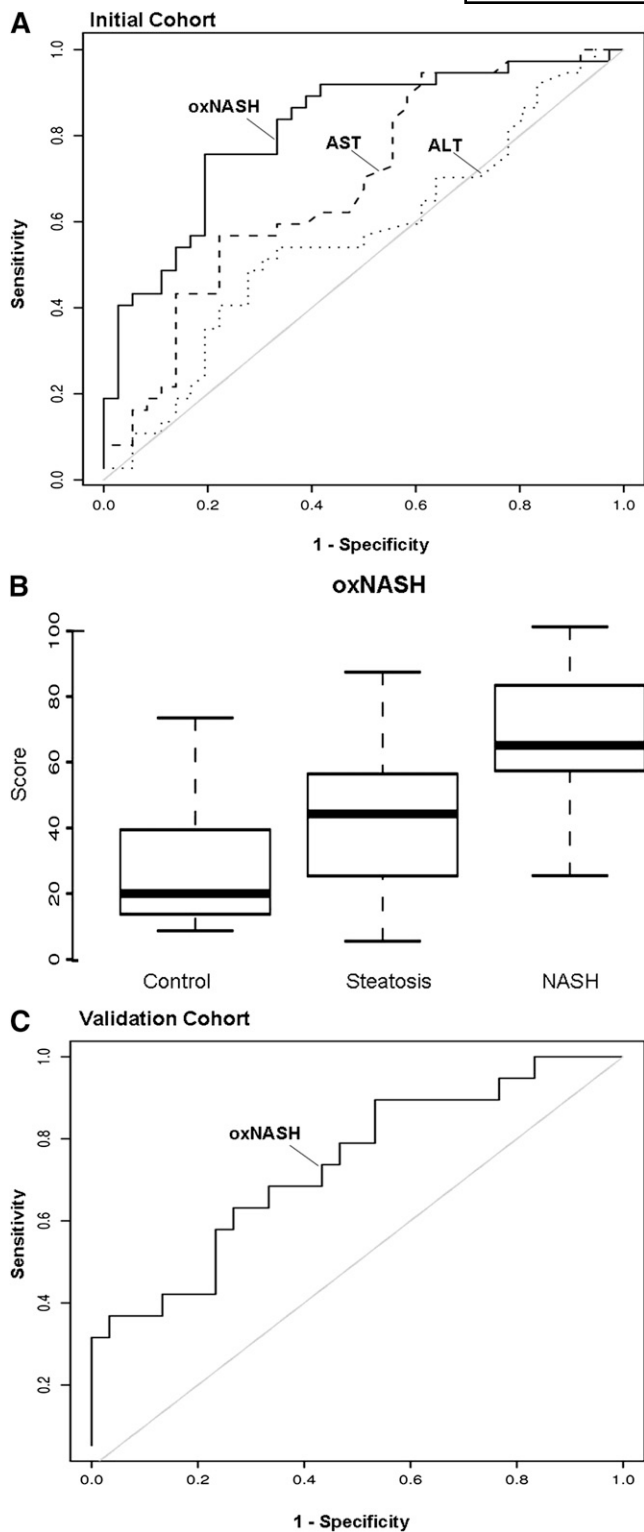 A
Initial Cohort
1.0
0.8
0.6
0.4
0.2
0.0
Sensitivity
oxNASH
AST
ALT
0.0 0.2 0.4 0.6 0.8 1.0
1 - Specificity
B
oxNASH
100
80
60
40
20
0
Score
Control Steatosis NASH
C
Validation Cohort
1.0
0.8
0.6
0.4
0.2
Sensitivity
oxNASH
0.0 0.2 0.4 0.6 0.8 1.0
1 - Specificity